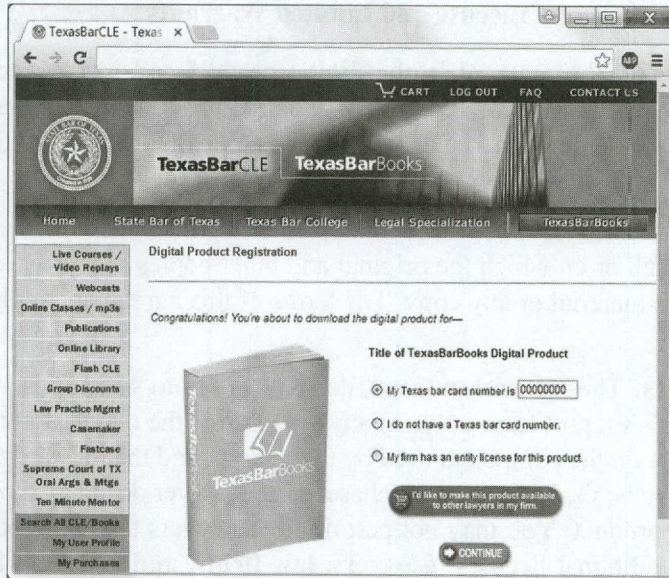 TexasBarCLE - Texas
ABP
CART LOG OUT FAQ CONTACT US
TexasBarCLE TexasBarBooks
Home State Bar of Texas Texas Bar College Legal Specialization TexasBarBooks
Live Courses /
Video Replays
Webcasts
Online Classes / mp3s
Publications
Online Library
Flash CLE
Group Discounts
Law Practice Mgmt
Casemaker
Fastcase
Supreme Court of TX
Oral Args & Mtgs
Ten Minute Mentor
Search All CLE/Books
My User Profile
My Purchases
Digital Product Registration
Congratulations! You're about to download the digital product for—
TexasBarBooks
TexasBarBooks
Title of TexasBarBooks Digital Product
My Texas bar card number is 00000000
I do not have a Texas bar card number.
My firm has an entity license for this product.
I'd like to make this product available
to other lawyers in my firm.
CONTINUE